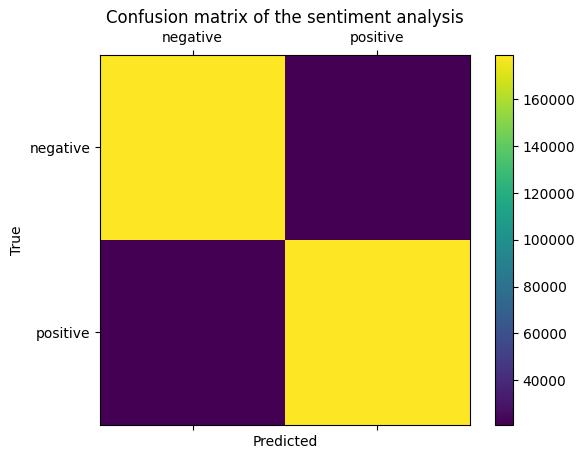 Confusion matrix of the sentiment analysis
negative positive
negative
positive
True
Predicted
160000
140000
120000
100000
80000
60000
40000